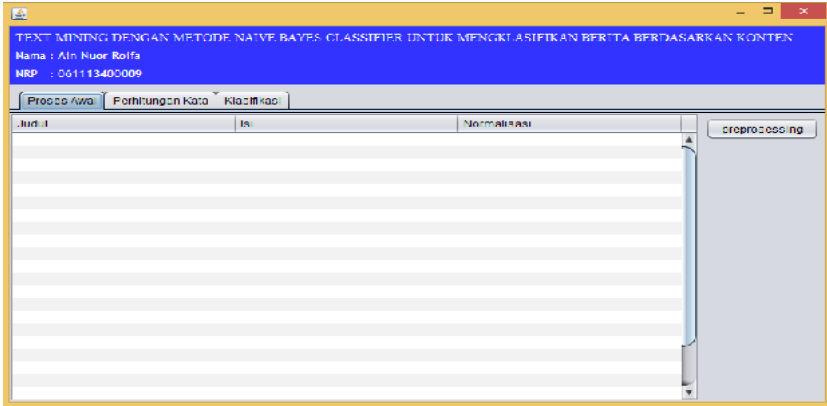 TEXT MINING DENGAN METODE NAIVE BAYES CLASSIFIER UNTUK MENGKLASIFIKAN BERITA BERDASARKAN KONTEN
Nama : Ain Nuor Rolfa
NRP : 061113400009
Proses Awal Perhitungan Kata Klasifikasi
Judul Isi Normalisasi
preprocessing